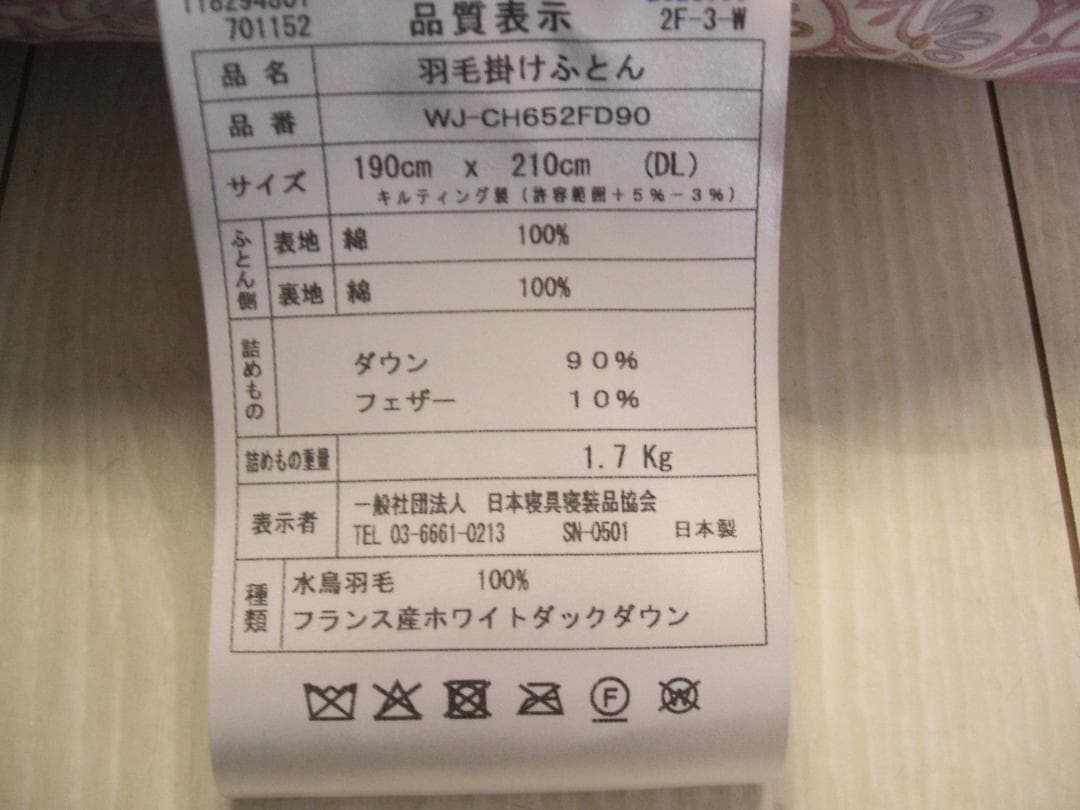 118294801
701152
品質表示
2F-3-W
品名 羽毛掛けふとん
品番 WJ-CH652FD90
サイズ 190cm x 210cm (DL)
キルティング製(許容範囲+5%-3%)
ふとん側 表地 綿 100%
裏地 綿 100%
詰めもの ダウン 90%
フェザー 10%
詰めもの重量 1.7 Kg
表示者 一般社団法人 日本寝具寝装品協会
TEL 03-6661-0213 SN-0501 日本製
種類 水鳥羽毛 100%
フランス産ホワイトダックダウン
F W